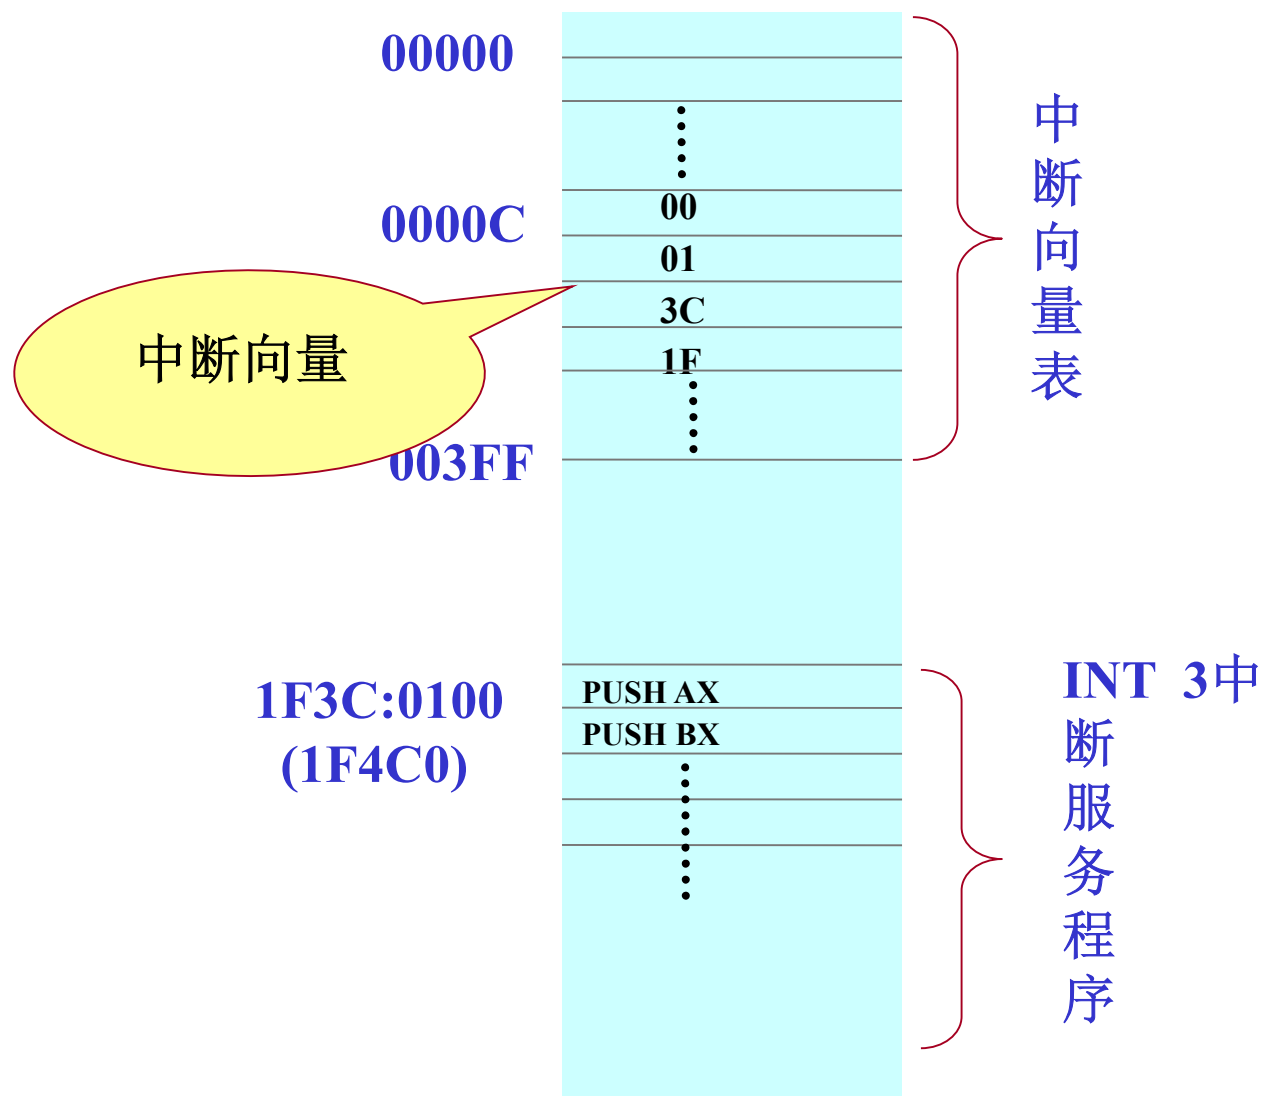 00000
0000C
00
01
3C
1F
中断向量
003FF
中
断
向
量
表
1F3C:0100
(1F4C0)
PUSH AX
PUSH BX
INT 3中
断
服
务
程
序